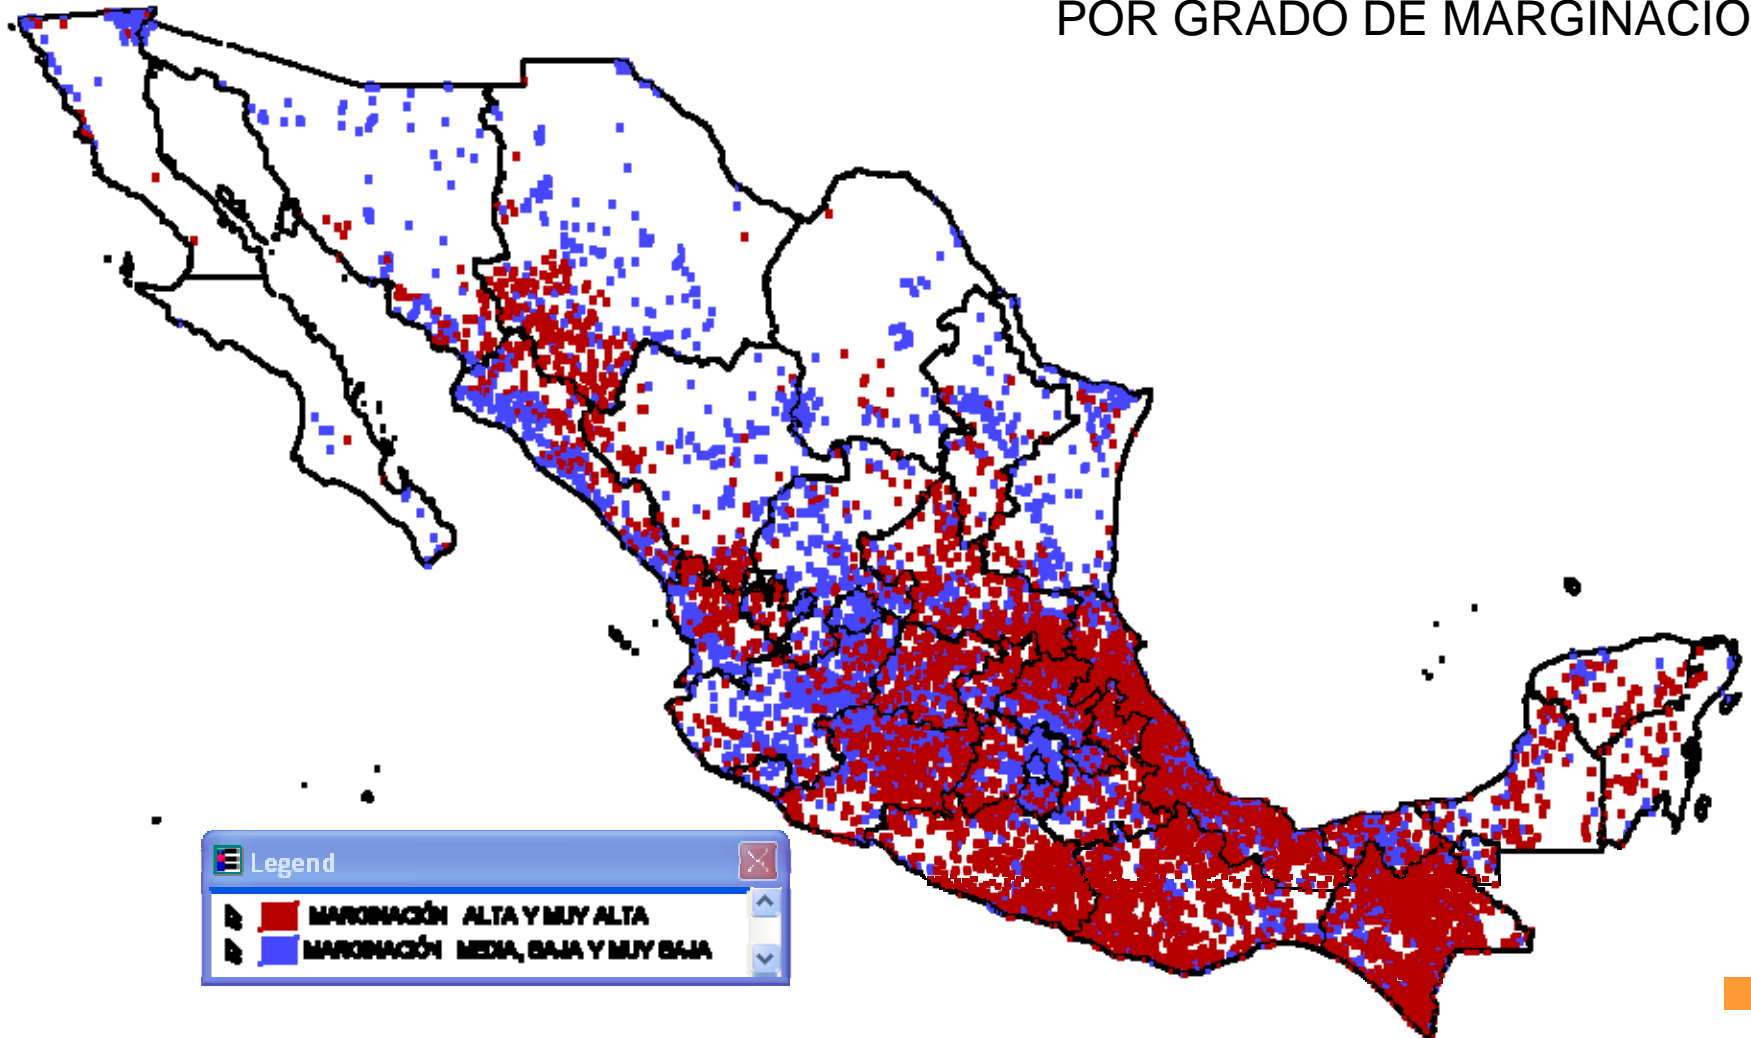 POR GRADO DE MARGINACIO
Legend
MARGINACIÓN ALTA Y MUY ALTA
MARGINACIÓN MEDIA, BAJA Y MUY BAJA